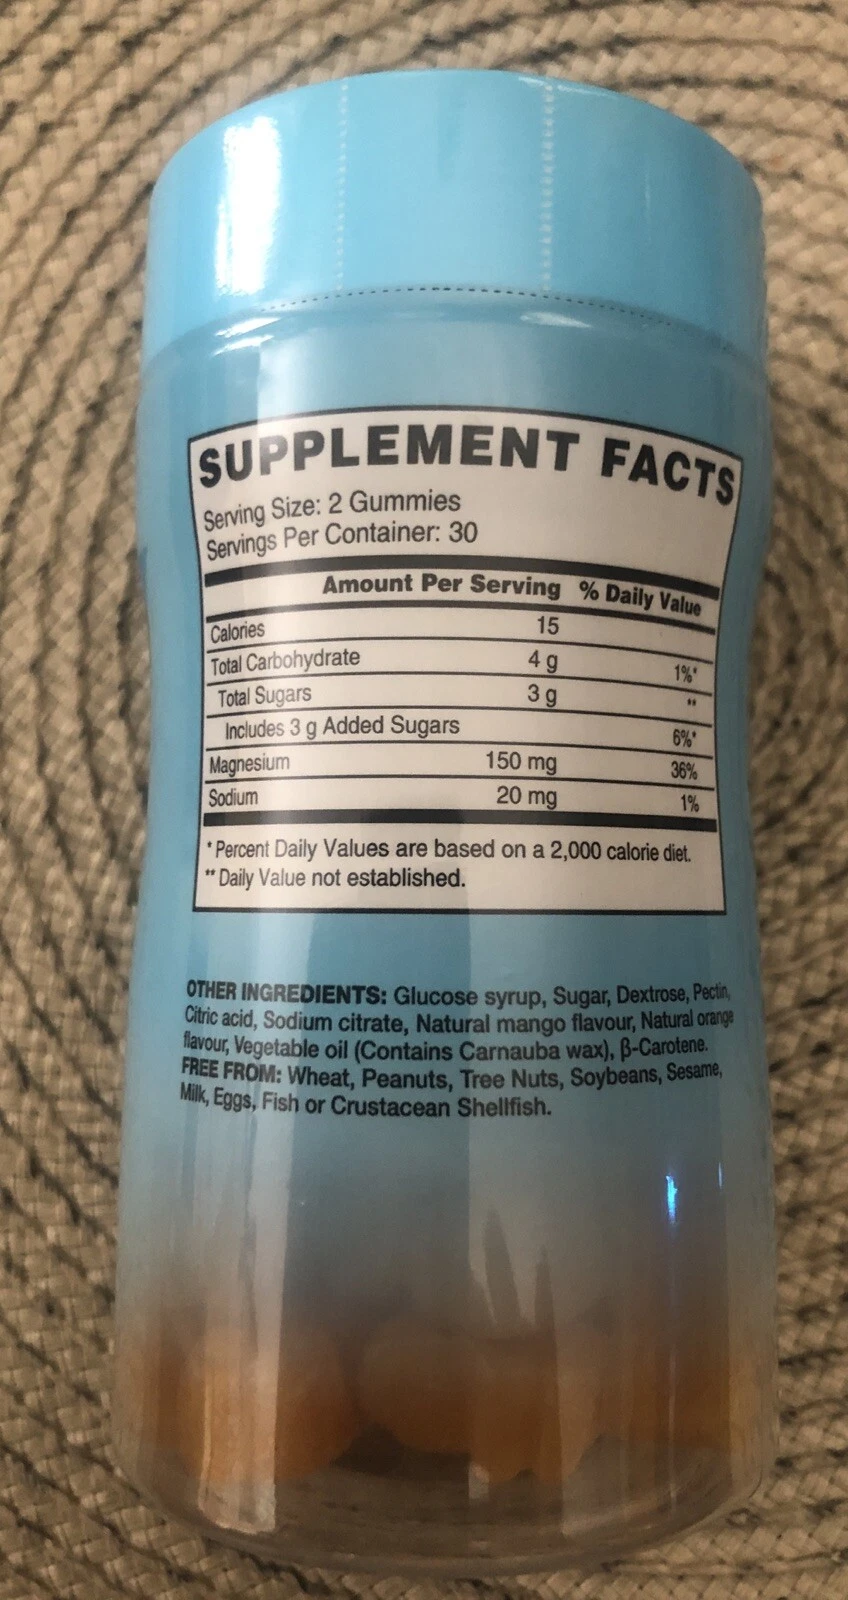 SUPPLEMENT FACTS
Serving Size: 2 Gummies
Servings Per Container: 30
Amount Per Serving % Daily Value
Calories 15
Total Carbohydrate 4 g 1%*
Total Sugars 3 g **
Includes 3 g Added Sugars 6%*
Magnesium 150 mg 36%
Sodium 20 mg 1%
* Percent Daily Values are based on a 2,000 calorie diet.
** Daily Value not established.
OTHER INGREDIENTS: Glucose syrup, Sugar, Dextrose, Pectin,
Citric acid, Sodium citrate, Natural mango flavour, Natural orange
flavour, Vegetable oil (Contains Carnauba wax), β-Carotene.
FREE FROM: Wheat, Peanuts, Tree Nuts, Soybeans, Sesame,
Milk, Eggs, Fish or Crustacean Shellfish.